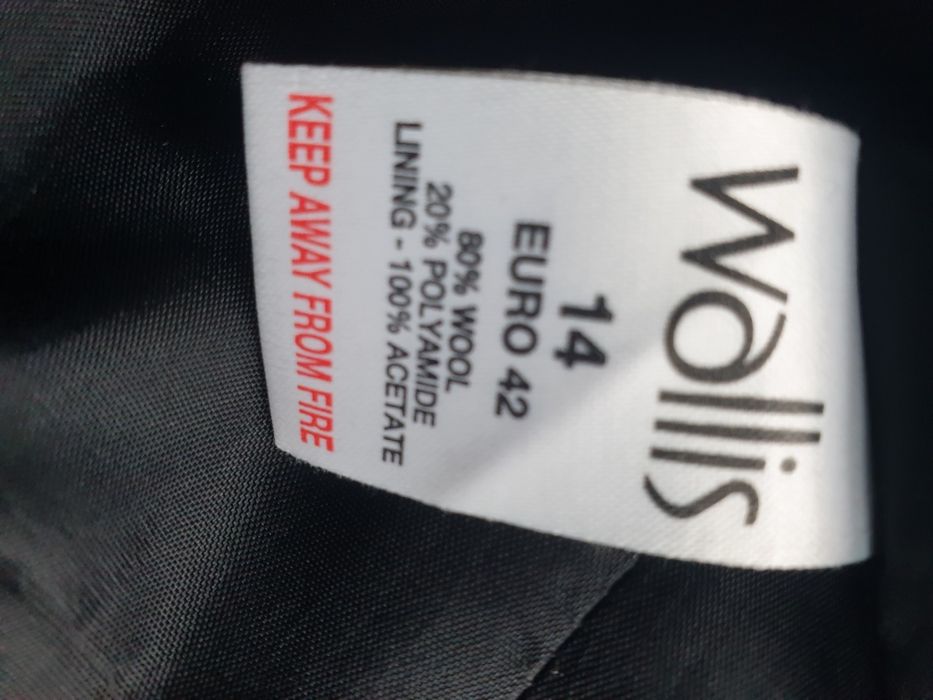 Wallis
14
EURO 42
80% WOOL
20% POLYAMIDE
LINING - 100% ACETATE
KEEP AWAY FROM FIRE